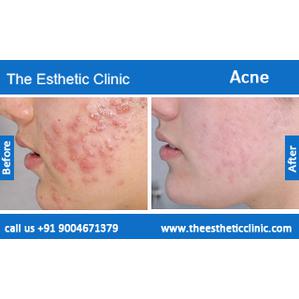 The Esthetic Clinic
Acne
Before
After
call us +91 9004671379
www.theestheticclinic.com